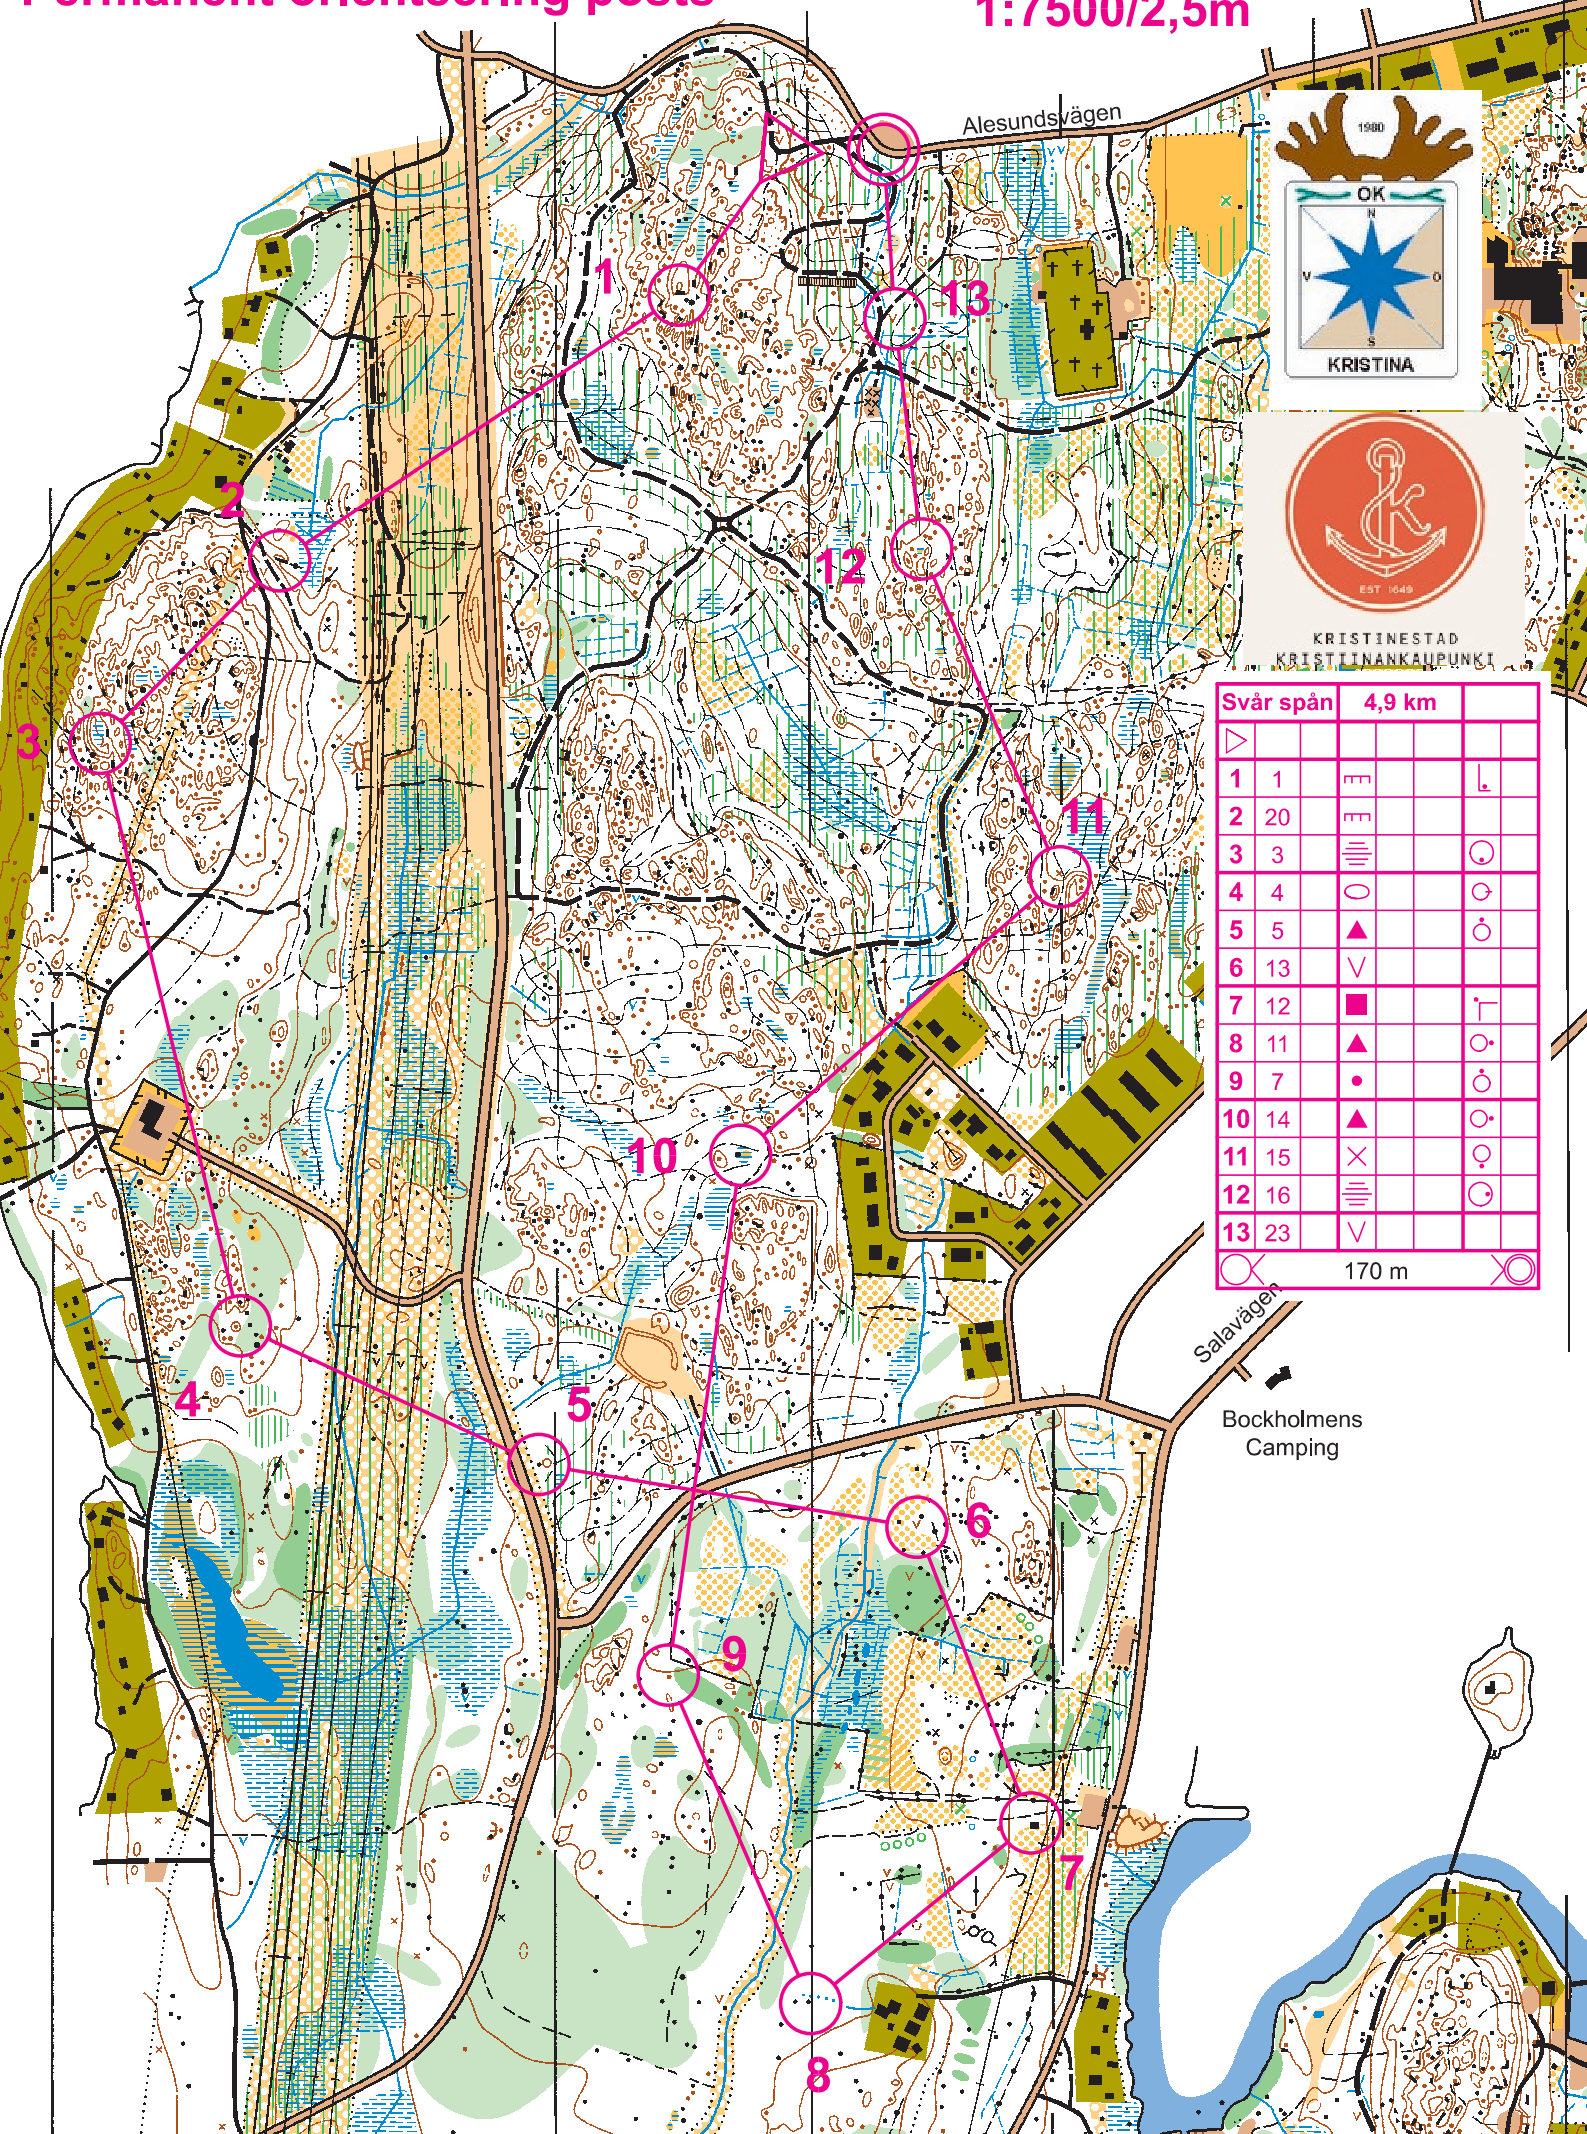 Permanent orienteering posts
1:7500/2,5m
Alesundsvägen
1980
OK
N
V
O
S
KRISTINA
K
EST 1649
KRISTINESTAD
KRISTIINANKAUPUNKI
Svår spån 4,9 km
1 1
2 20
3 3
4 4
5 5
6 13
7 12
8 11
9 7
10 14
11 15
12 16
13 23
170 m
Salavägen
Bockholmens
Camping
1
13
2
12
3
11
10
4
5
6
9
7
8